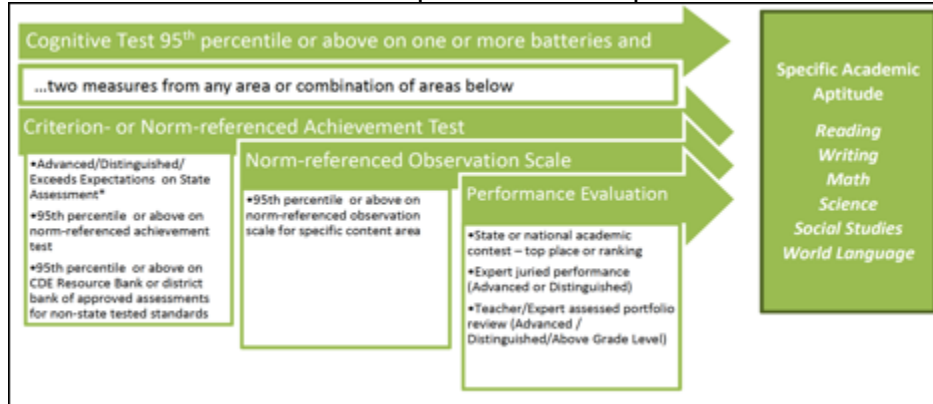 Cognitive Test 95th percentile or above on one or more batteries and
...two measures from any area or combination of areas below
Criterion- or Norm-referenced Achievement Test
•Advanced/Distinguished/
Exceeds Expectations on State
Assessment*
•95th percentile or above on
norm-referenced achievement
test
•95th percentile or above on
CDE Resource Bank or district
bank of approved assessments
for non-state tested standards
Norm-referenced Observation Scale
•95th percentile or above on
norm-referenced observation
scale for specific content area
Performance Evaluation
•State or national academic
contest – top place or ranking
•Expert juried performance
(Advanced or Distinguished)
•Teacher/Expert assessed portfolio
review (Advanced /
Distinguished/Above Grade Level)
Specific Academic
Aptitude
Reading
Writing
Math
Science
Social Studies
World Language